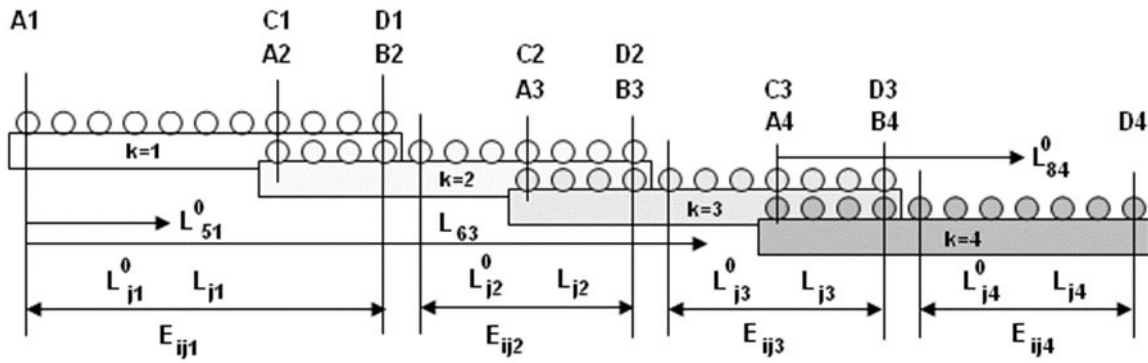 A1 C1 D1
A2 B2 C2 D2
A3 B3 C3 D3
A4 B4 D4
k=1
k=2
k=3
k=4
L⁰₈₄
L⁰₅₁
L₆₃
L⁰ⱼ₁ Lⱼ₁ L⁰ⱼ₂ Lⱼ₂ L⁰ⱼ₃ Lⱼ₃ L⁰ⱼ₄ Lⱼ₄
Eᵢⱼ₁ Eᵢⱼ₂ Eᵢⱼ₃ Eᵢⱼ₄